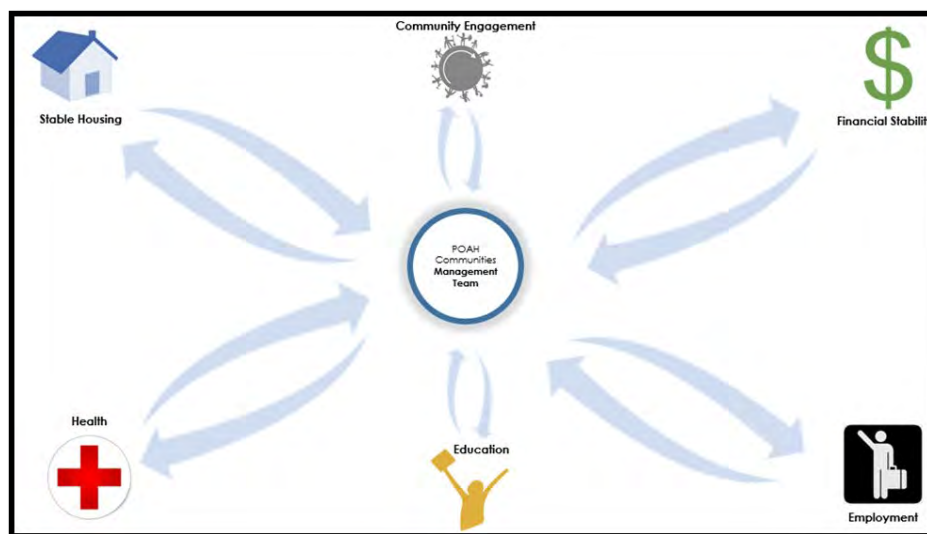 Community Engagement
Stable Housing
Financial Stabilit
POAH
Communities
Management
Team
Health
Education
Employment